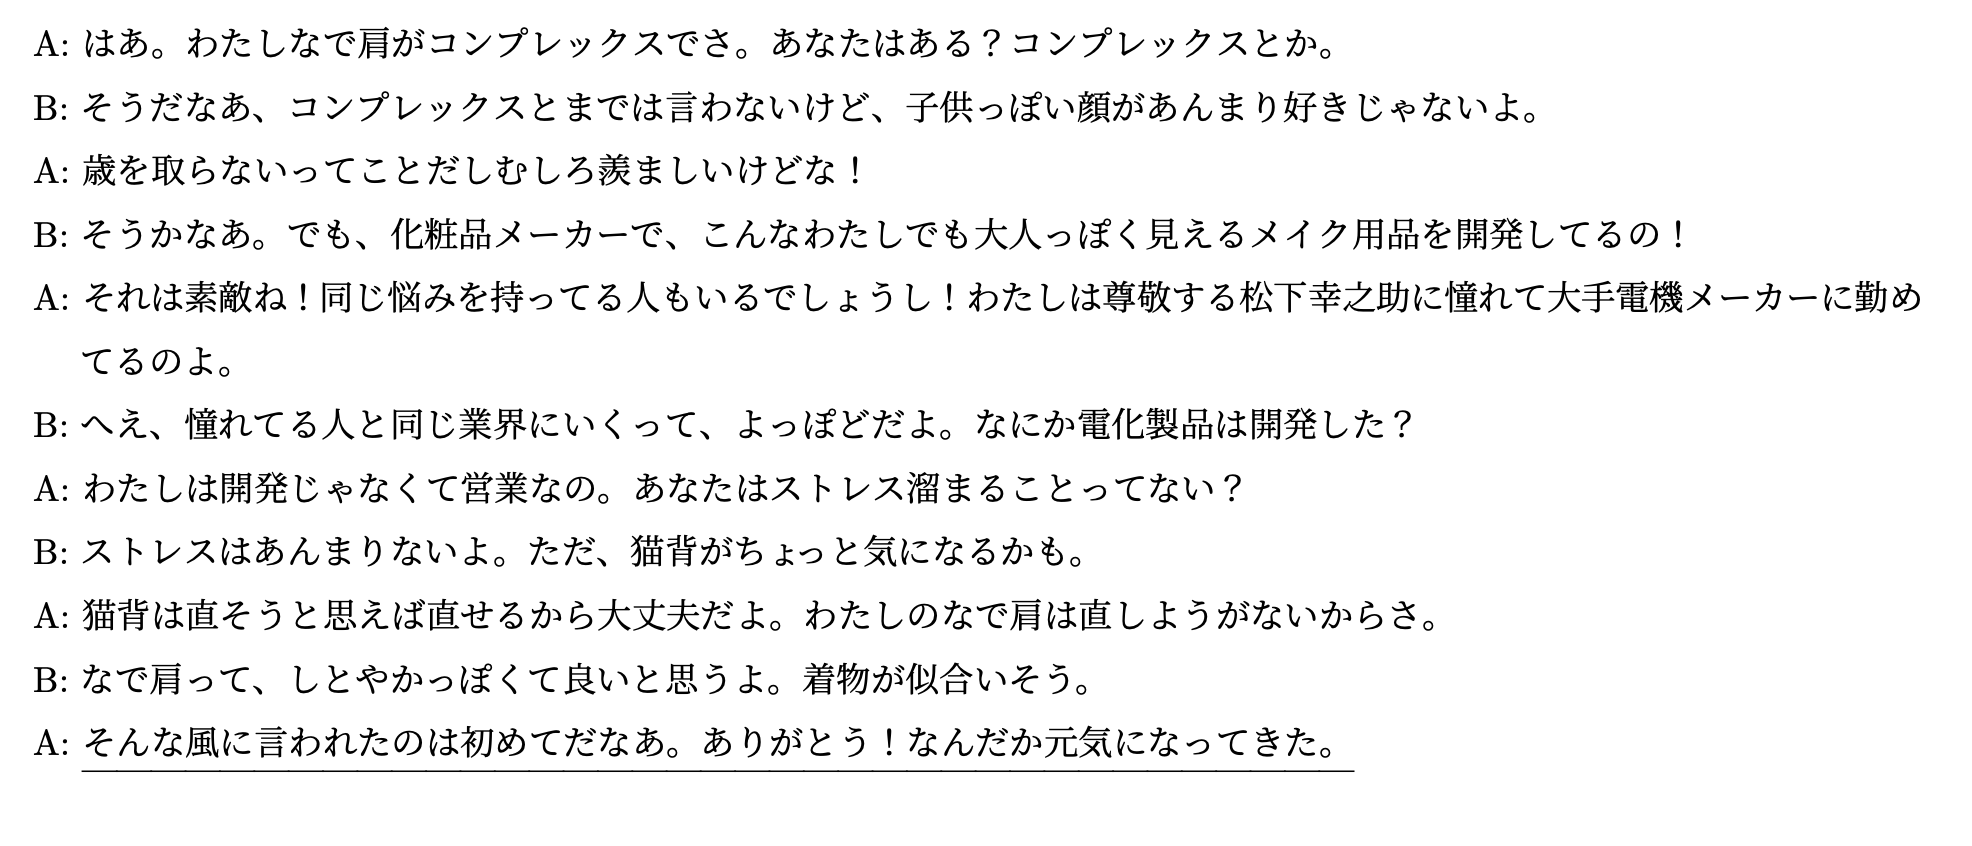 A: はあ。わたしなで肩がコンプレックスでさ。あなたはある？コンプレックスとか。
B: そうだなあ、コンプレックスとまでは言わないけど、子供っぽい顔があんまり好きじゃないよ。
A: 歳を取らないってことだしむしろ羨ましいけどな！
B: そうかなあ。でも、化粧品メーカーで、こんなわたしでも大人っぽく見えるメイク用品を開発してるの！
A: それは素敵ね！同じ悩みを持ってる人もいるでしょうし！わたしは尊敬する松下幸之助に憧れて大手電機メーカーに勤め
てるのよ。
B: へえ、憧れてる人と同じ業界にいくって、よっぽどだよ。なにか電化製品は開発した？
A: わたしは開発じゃなくて営業なの。あなたはストレス溜まることってない？
B: ストレスはあんまりないよ。ただ、猫背がちょっと気になるかも。
A: 猫背は直そうと思えば直せるから大丈夫だよ。わたしのなで肩は直しようがないからさ。
B: なで肩って、しとやかっぽくて良いと思うよ。着物が似合いそう。
A: そんな風に言われたのは初めてだなあ。ありがとう！なんだか元気になってきた。